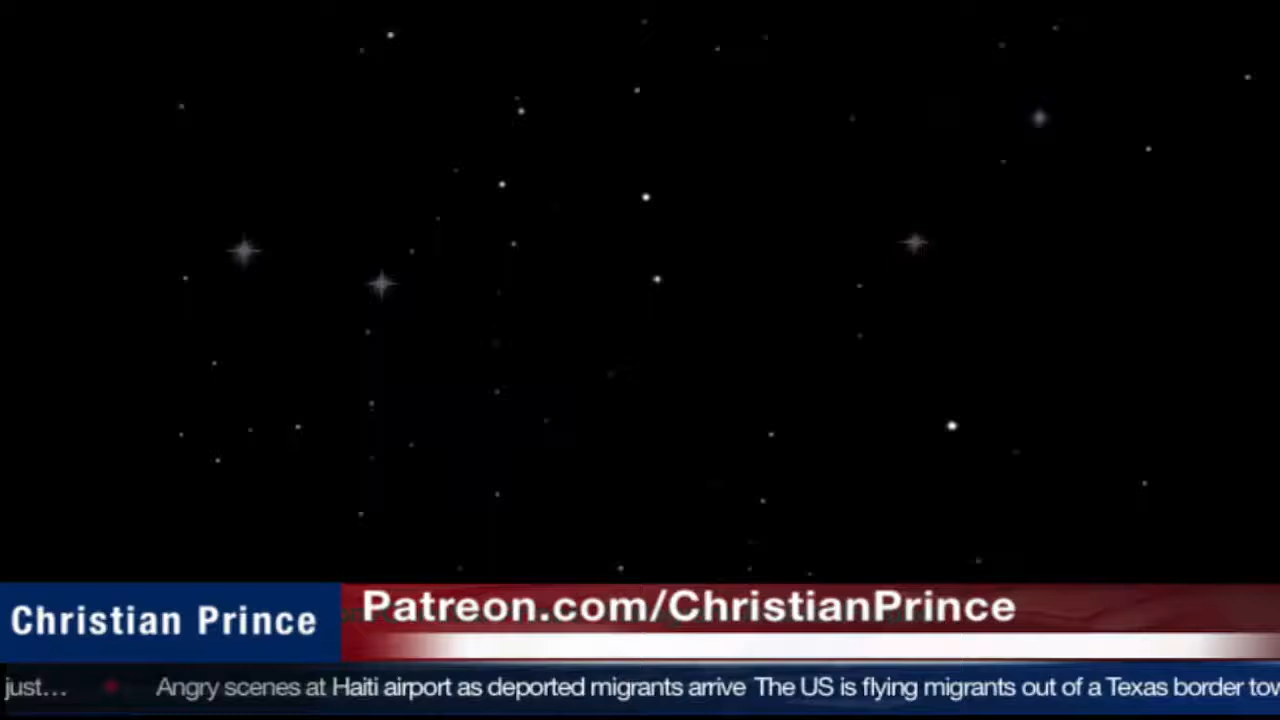 Christian Prince
Patreon.com/ChristianPrince
just... Angry scenes at Haiti airport as deported migrants arrive The US is flying migrants out of a Texas border tow